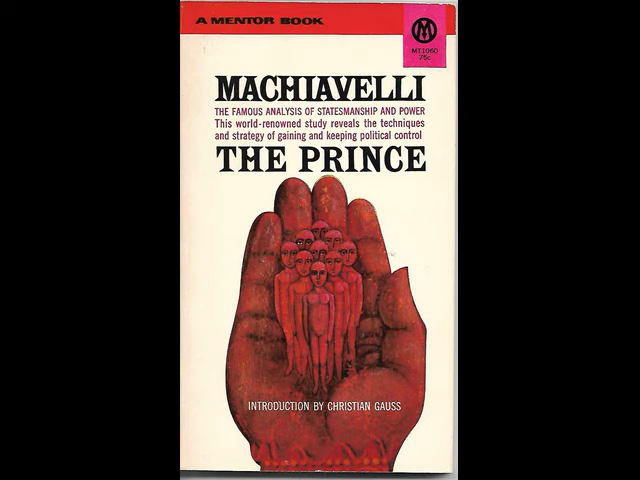 A MENTOR BOOK
M
MT1060
75c
MACHIAVELLI
THE FAMOUS ANALYSIS OF STATESMANSHIP AND POWER
This world-renowned study reveals the techniques
and strategy of gaining and keeping political control
THE PRINCE
INTRODUCTION BY CHRISTIAN GAUSS